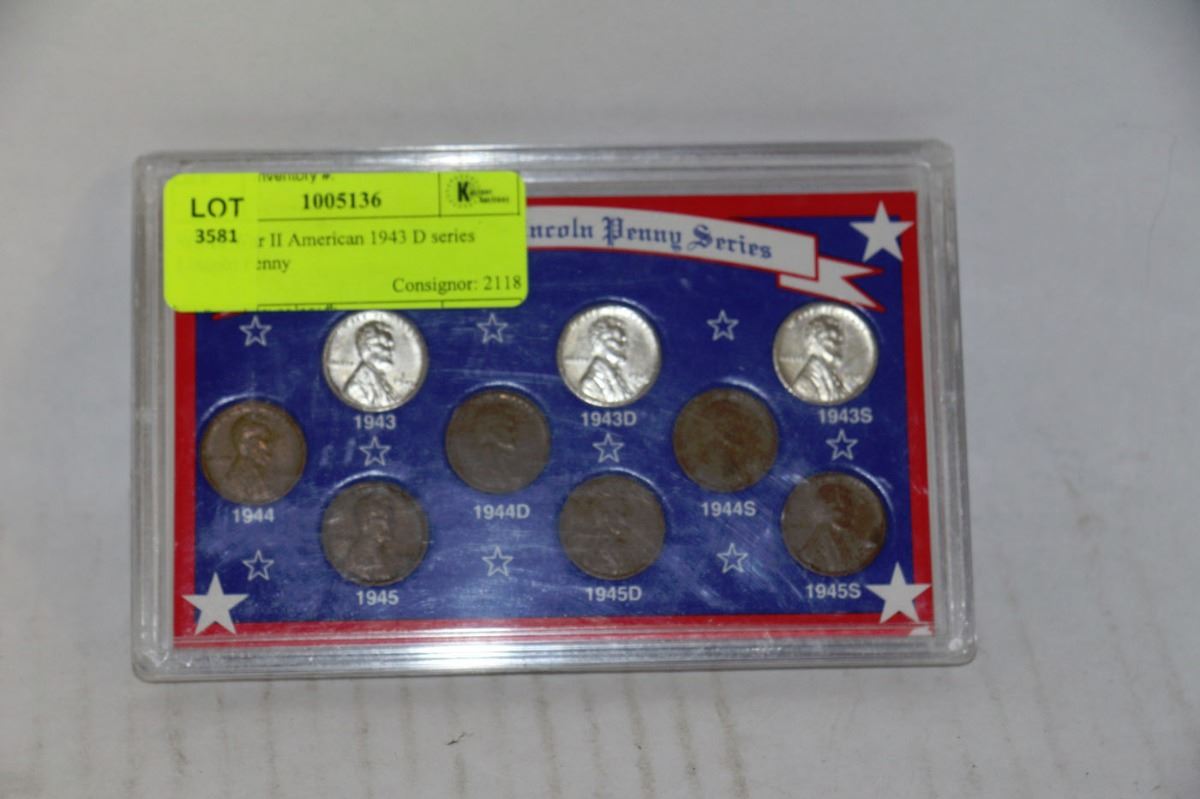 Inventory #:
LOT
3581
1005136
K
r II American 1943 D series
enny
Consignor: 2118
ncoln Penny Series
1943
1943D
1943S
1944
1944D
1944S
1945
1945D
1945S